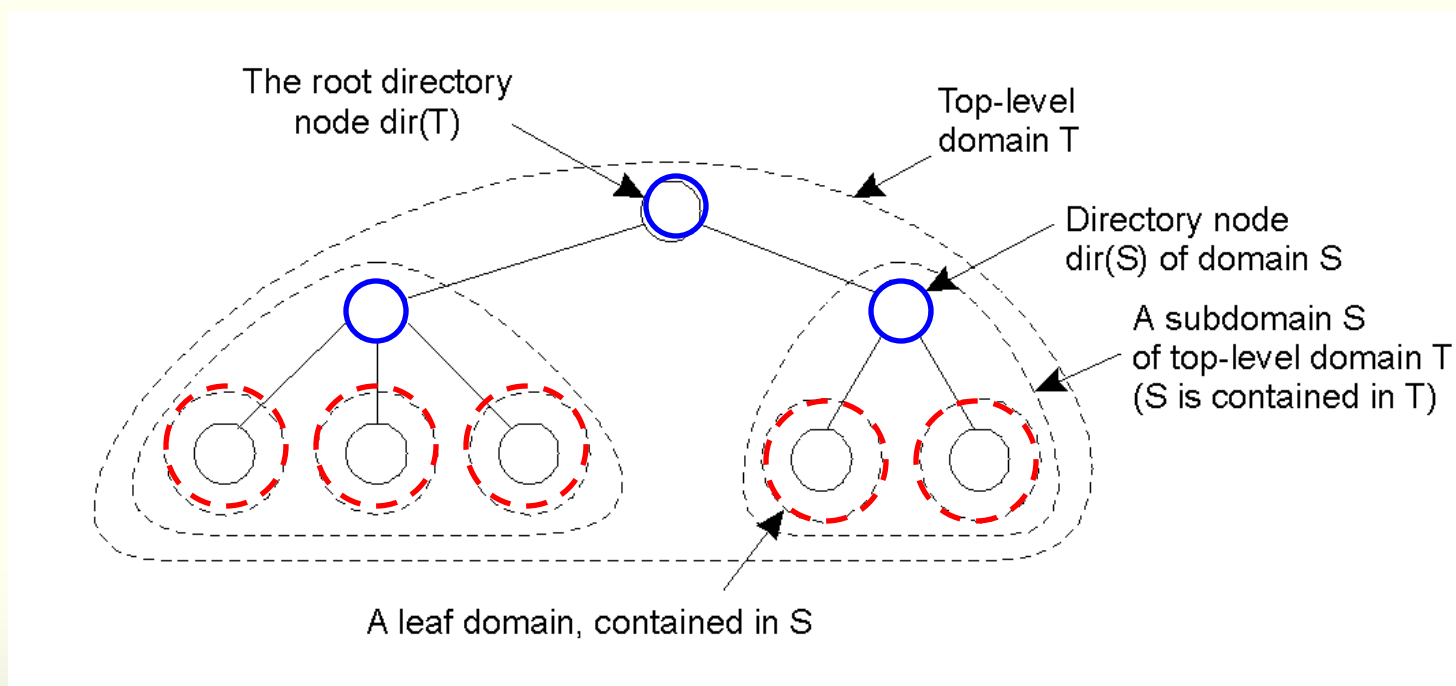 The root directory
node dir(T)
Top-level
domain T
Directory node
dir(S) of domain S
A subdomain S
of top-level domain T
(S is contained in T)
A leaf domain, contained in S